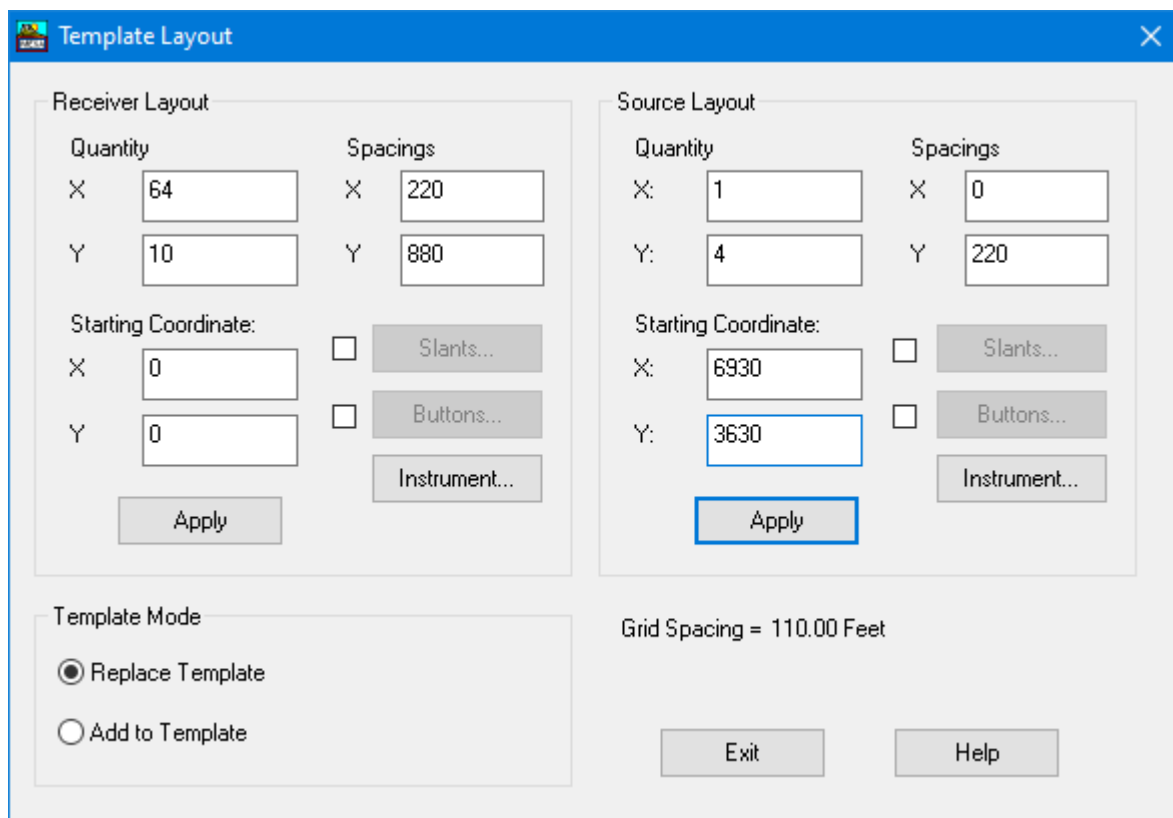 Template Layout
Receiver Layout
Quantity Spacings
X 64 X 220
Y 10 Y 880
Starting Coordinate:
X 0 Slants...
Y 0 Buttons...
Instrument...
Apply
Source Layout
Quantity Spacings
X: 1 X 0
Y: 4 Y 220
Starting Coordinate:
X: 6930 Slants...
Y: 3630 Buttons...
Instrument...
Apply
Template Mode
Replace Template
Add to Template
Grid Spacing = 110.00 Feet
Exit Help